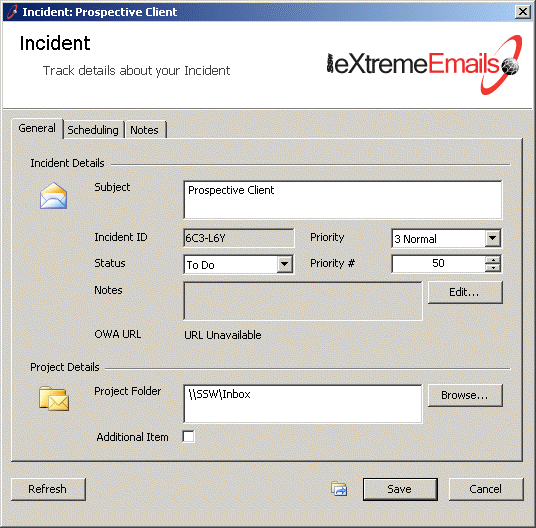 Incident: Prospective Client
Incident
Track details about your Incident
SSW eXtremeEmails
General Scheduling Notes
Incident Details
Subject Prospective Client
Incident ID 6C3-L6Y Priority 3 Normal
Status To Do Priority # 50
Notes Edit...
OWA URL URL Unavailable
Project Details
Project Folder \\SSW\Inbox Browse...
Additional Item
Refresh Save Cancel